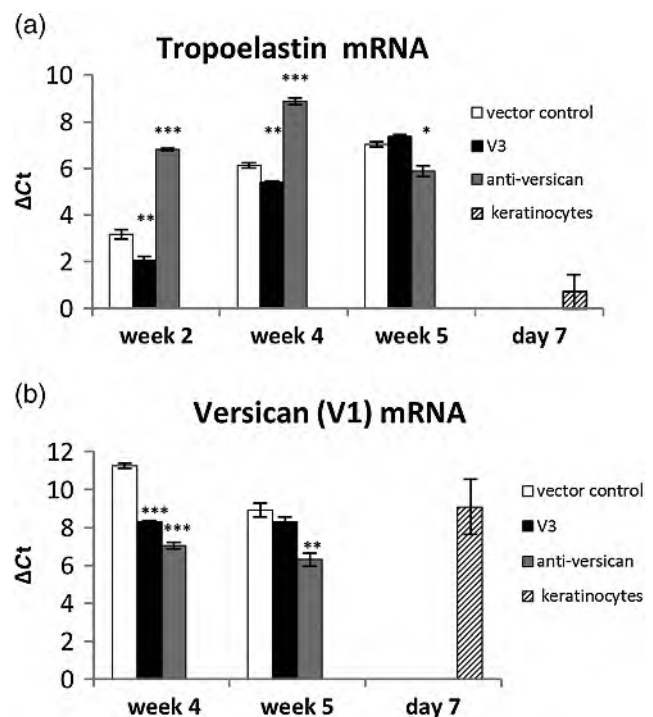 (a)
Tropoelastin mRNA
10
8
6
4
2
0
ΔCt
**
***
**
***
*
week 2 week 4 week 5 day 7
vector control
V3
anti-versican
keratinocytes
(b)
Versican (V1) mRNA
12
10
8
6
4
2
0
ΔCt
***
***
**
week 4 week 5 day 7
vector control
V3
anti-versican
keratinocytes